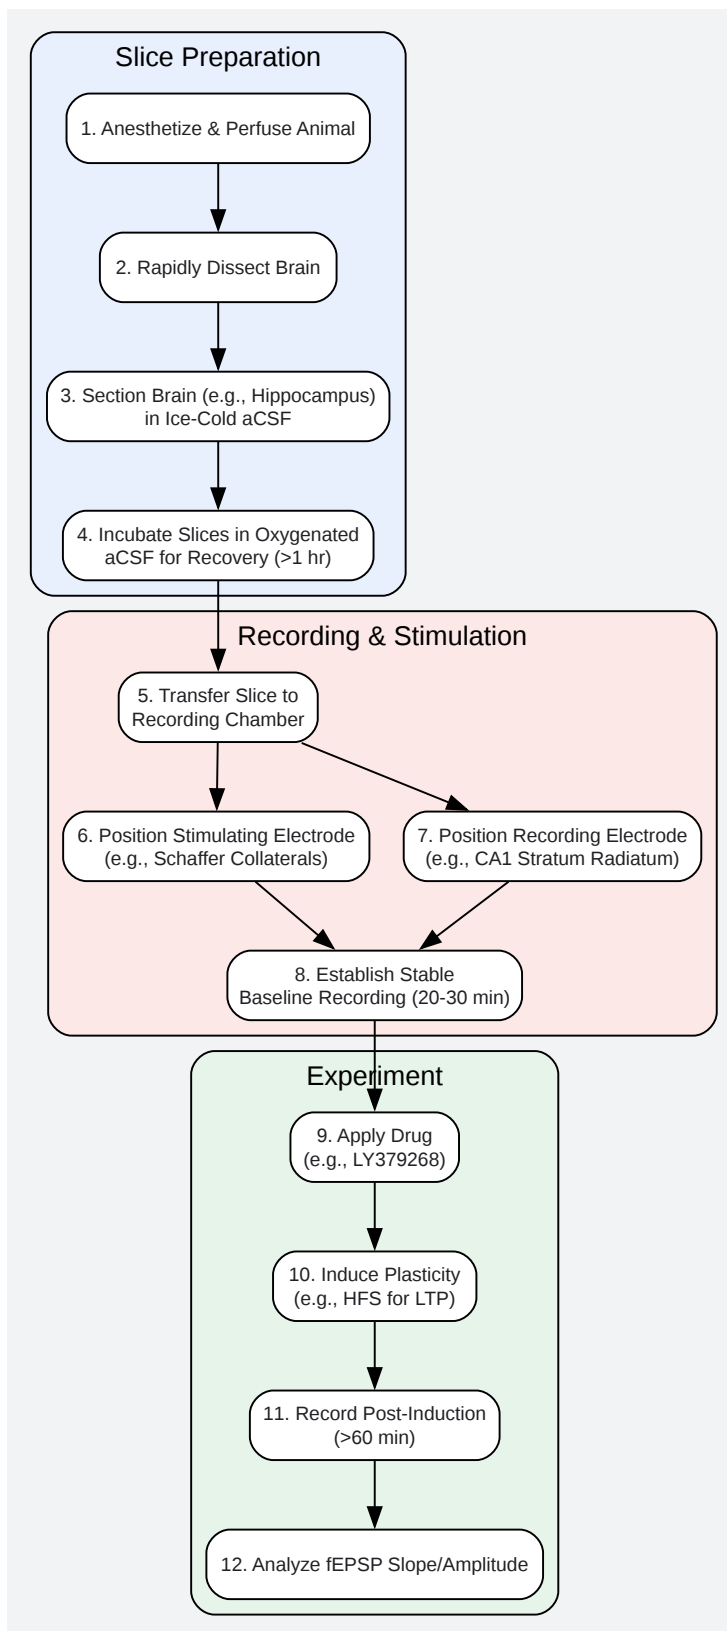 Slice Preparation
1. Anesthetize & Perfuse Animal
2. Rapidly Dissect Brain
3. Section Brain (e.g., Hippocampus)
in Ice-Cold aCSF
4. Incubate Slices in Oxygenated
aCSF for Recovery (>1 hr)
Recording & Stimulation
5. Transfer Slice to
Recording Chamber
6. Position Stimulating Electrode
(e.g., Schaffer Collaterals)
7. Position Recording Electrode
(e.g., CA1 Stratum Radiatum)
8. Establish Stable
Baseline Recording (20-30 min)
Experiment
9. Apply Drug
(e.g., LY379268)
10. Induce Plasticity
(e.g., HFS for LTP)
11. Record Post-Induction
(>60 min)
12. Analyze fEPSP Slope/Amplitude